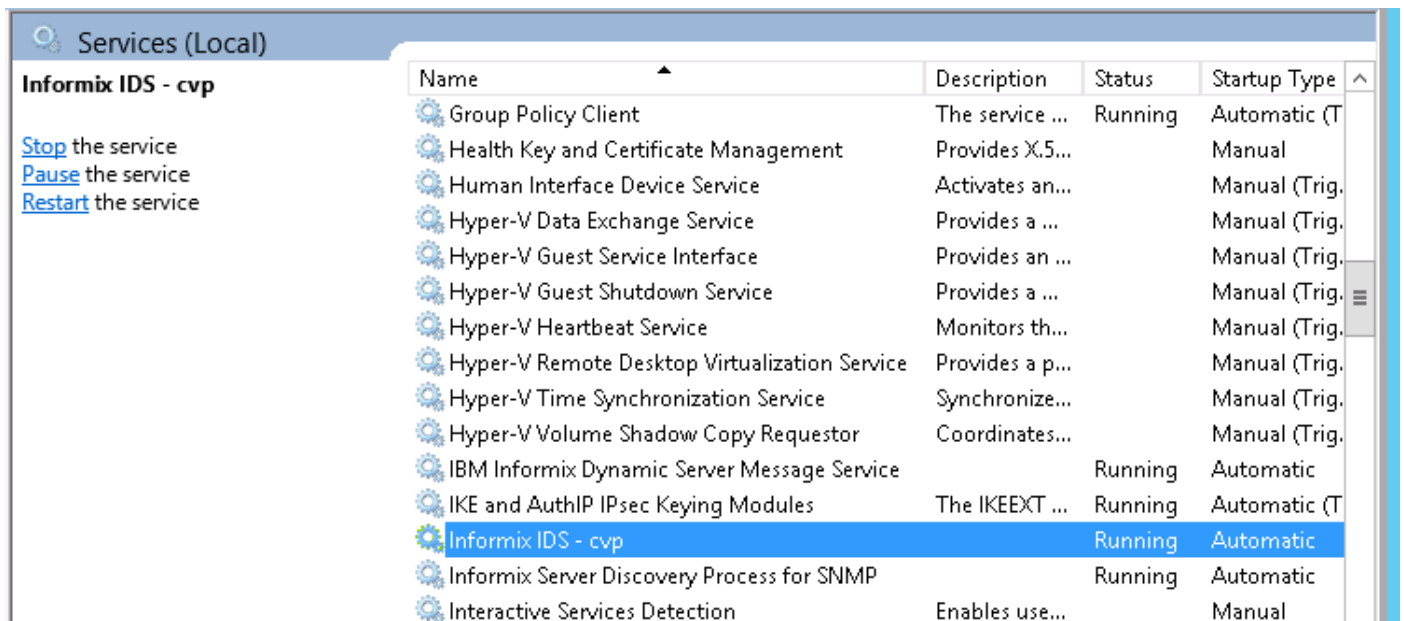 Services (Local)
Informix IDS - cvp
Stop the service
Pause the service
Restart the service
Name Description Status Startup Type
Group Policy Client The service ... Running Automatic (T
Health Key and Certificate Management Provides X.5... Manual
Human Interface Device Service Activates an... Manual (Trig.
Hyper-V Data Exchange Service Provides a ... Manual (Trig.
Hyper-V Guest Service Interface Provides an ... Manual (Trig.
Hyper-V Guest Shutdown Service Provides a ... Manual (Trig.
Hyper-V Heartbeat Service Monitors th... Manual (Trig.
Hyper-V Remote Desktop Virtualization Service Provides a p... Manual (Trig.
Hyper-V Time Synchronization Service Synchronize... Manual (Trig.
Hyper-V Volume Shadow Copy Requestor Coordinates... Manual (Trig.
IBM Informix Dynamic Server Message Service Running Automatic
IKE and AuthIP IPsec Keying Modules The IKEEXT ... Running Automatic (T
Informix IDS - cvp Running Automatic
Informix Server Discovery Process for SNMP Running Automatic
Interactive Services Detection Enables use... Manual